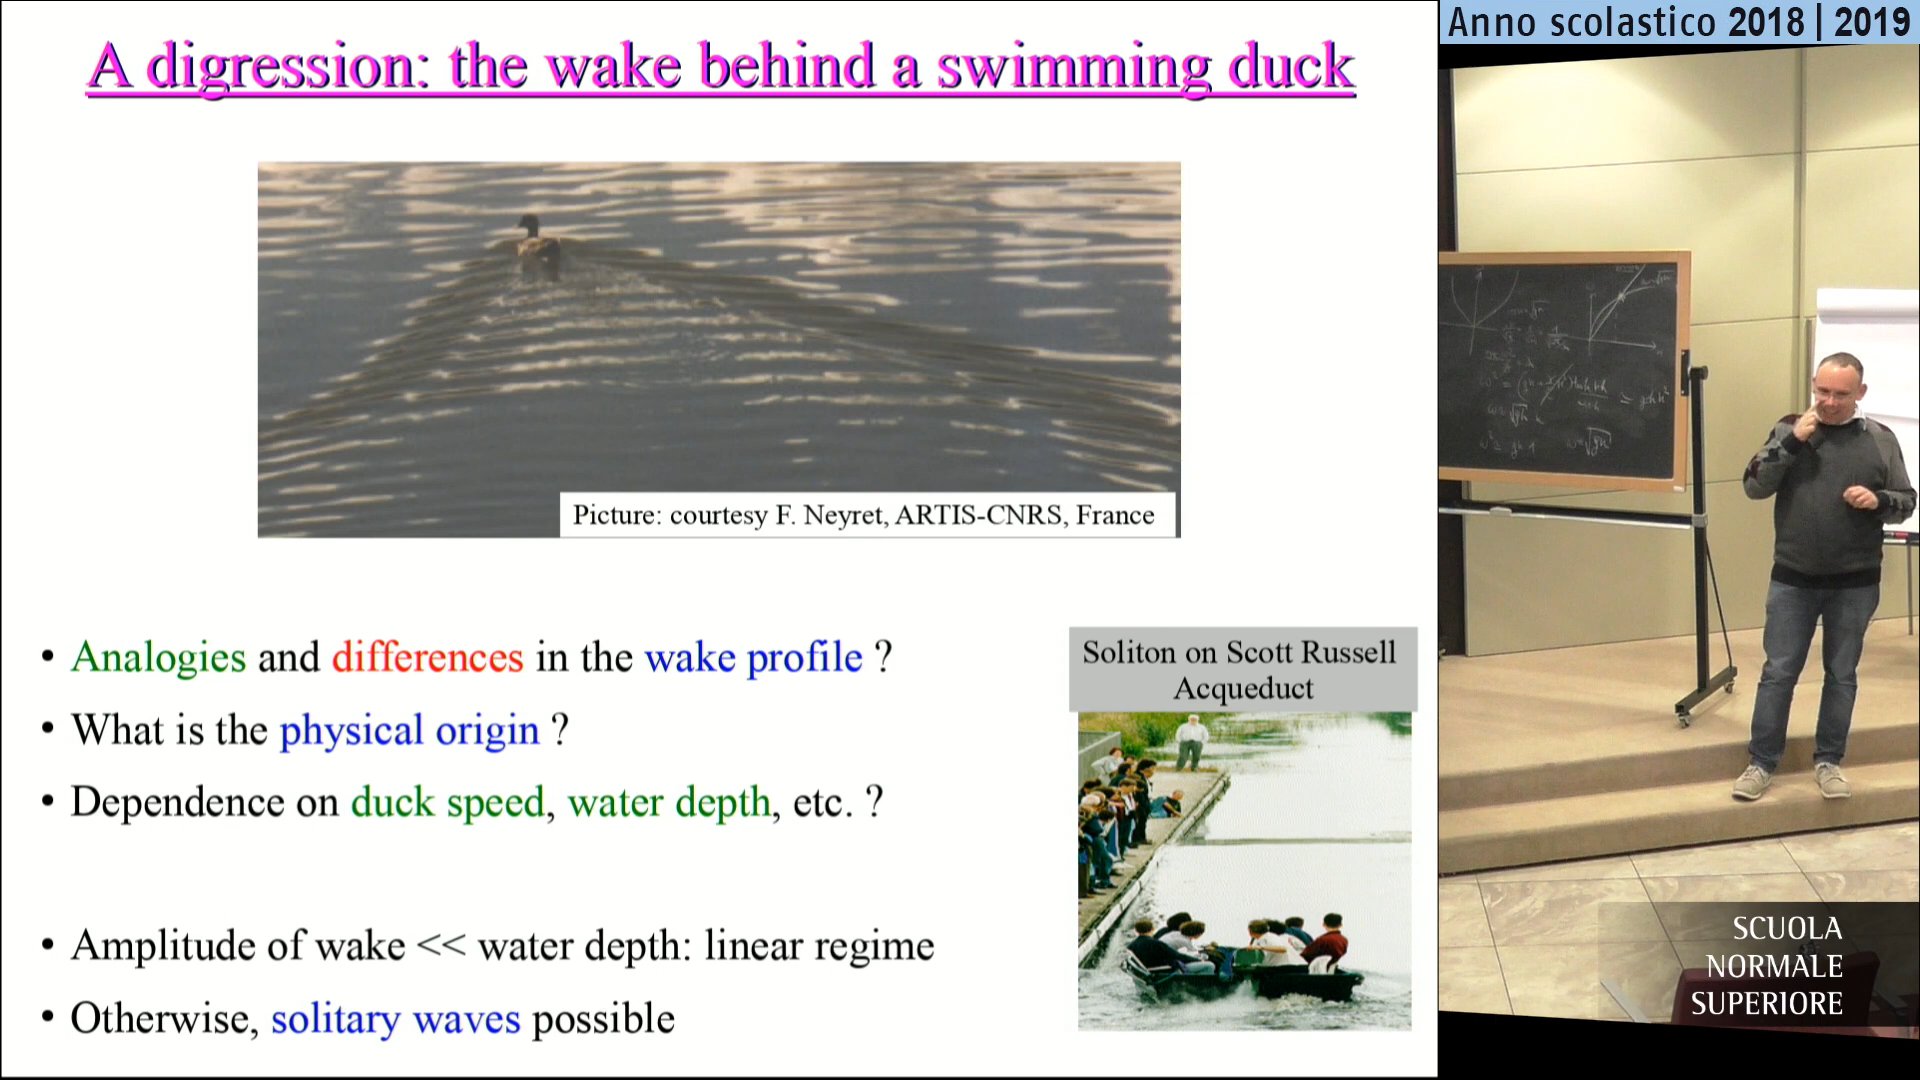 A digression: the wake behind a swimming duck
Picture: courtesy F. Neyret, ARTIS-CNRS, France
• Analogies and differences in the wake profile ?
• What is the physical origin ?
• Dependence on duck speed, water depth, etc. ?
• Amplitude of wake << water depth: linear regime
• Otherwise, solitary waves possible
Soliton on Scott Russell
Acqueduct
Anno scolastico 2018 | 2019
SCUOLA
NORMALE
SUPERIORE